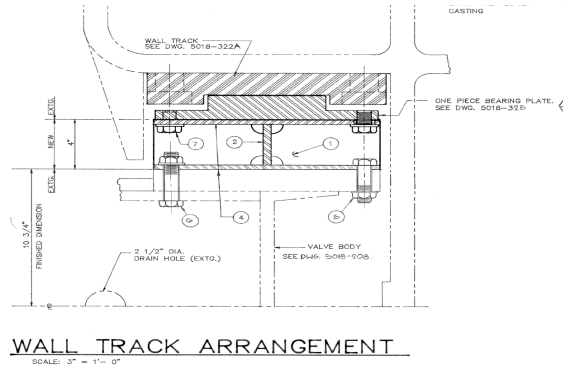 CASTING
WALL TRACK
SEE DWG. 5018-322A
ONE PIECE BEARING PLATE.
SEE DWG. 5018-325
EXTG.
NEW
4"
EXTG.
7
2
1
6
4
10 3/4"
FINISHED DIMENSION
2 1/2" DIA.
DRAIN HOLE (EXTG.)
VALVE BODY
SEE DWG. 5018-208.
WALL TRACK ARRANGEMENT
SCALE: 3" = 1'- 0"